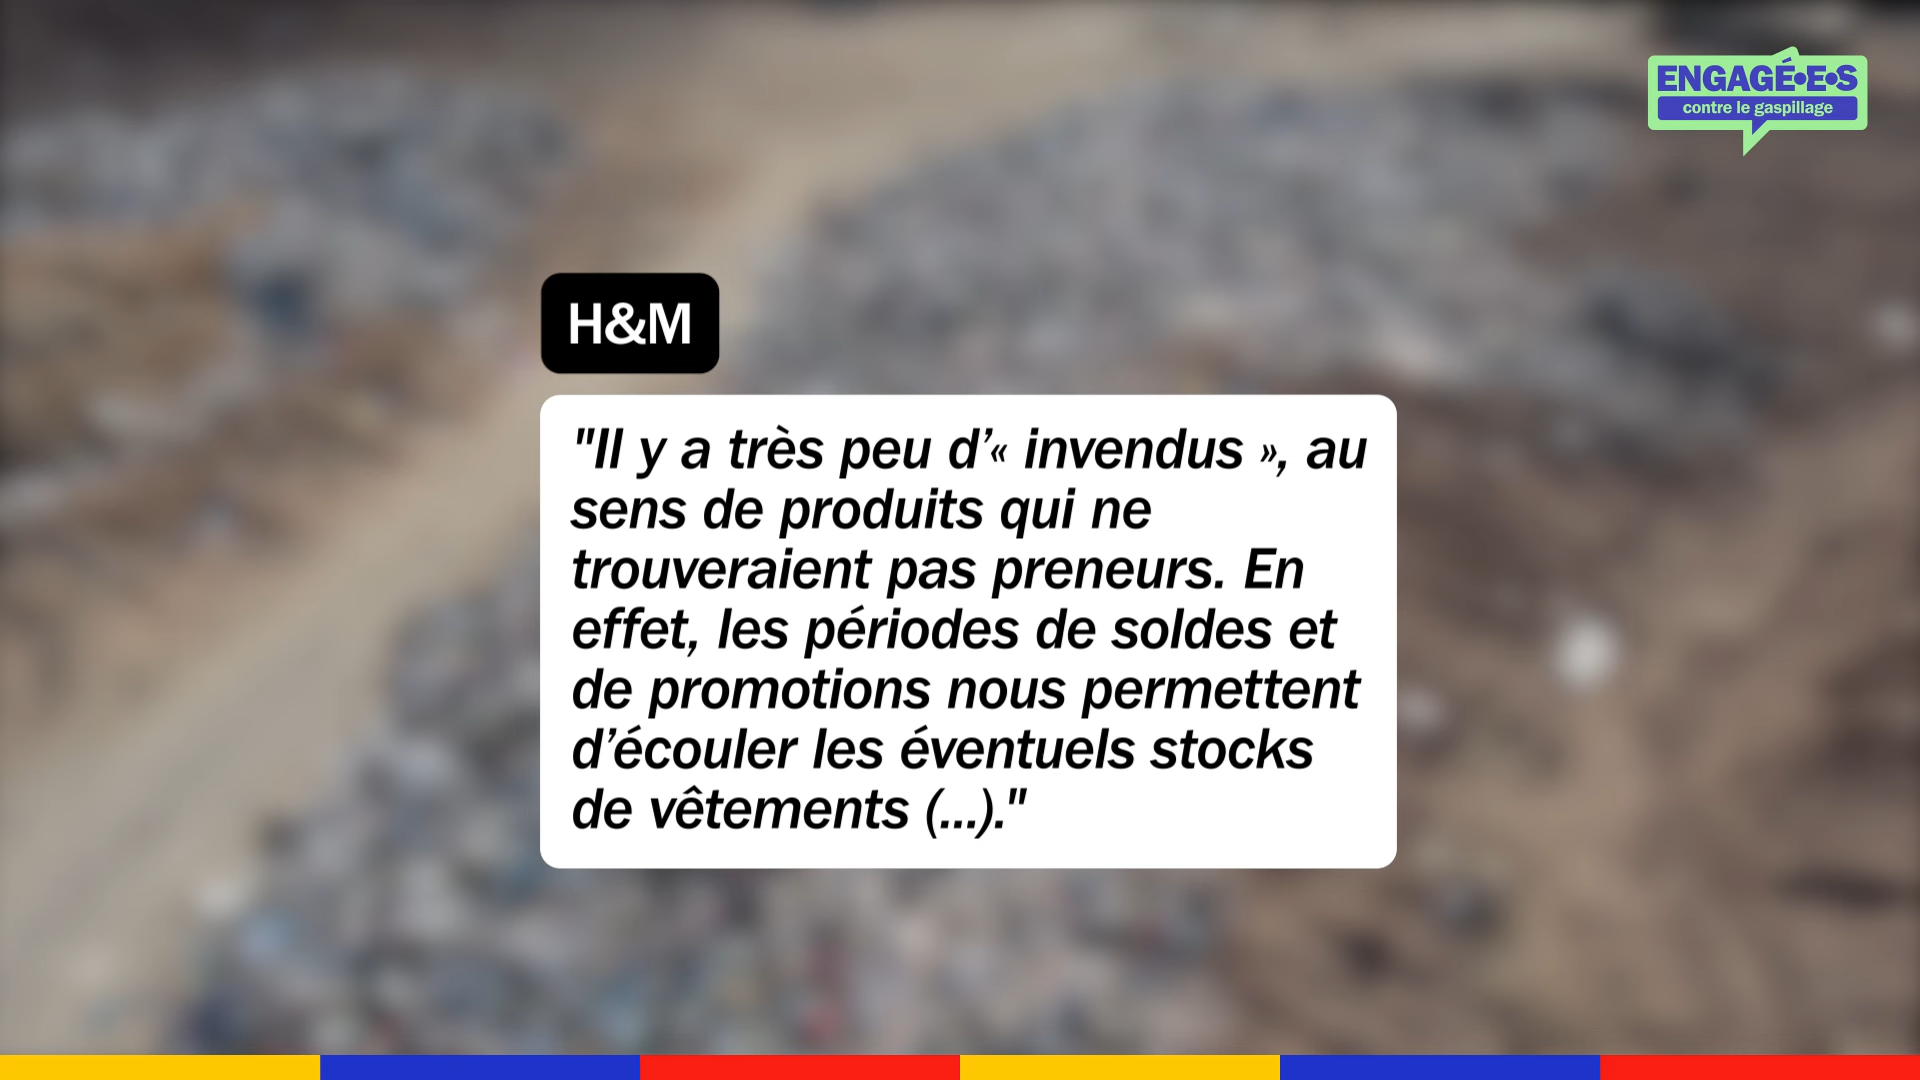 ENGAGÉ•E•S
contre le gaspillage
H&M
"Il y a très peu d’« invendus », au
sens de produits qui ne
trouveraient pas preneurs. En
effet, les périodes de soldes et
de promotions nous permettent
d’écouler les éventuels stocks
de vêtements (...)."